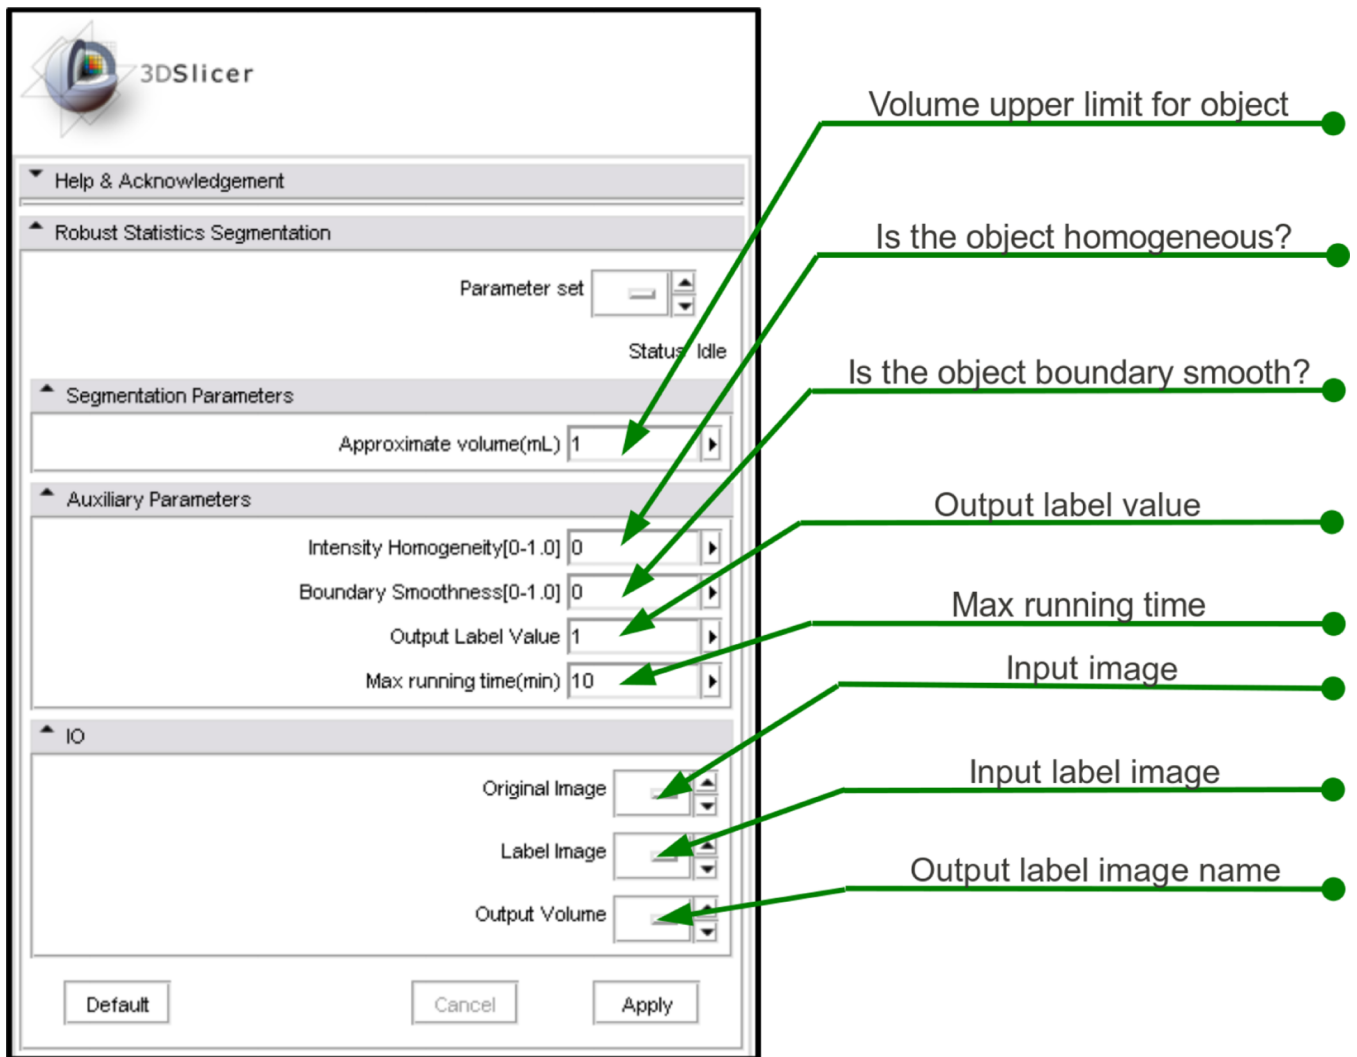 3DSlicer
Help & Acknowledgement
Robust Statistics Segmentation
Parameter set
Status Idle
Segmentation Parameters
Approximate volume(mL) 1
Auxiliary Parameters
Intensity Homogeneity[0-1.0] 0
Boundary Smoothness[0-1.0] 0
Output Label Value 1
Max running time(min) 10
IO
Original Image
Label Image
Output Volume
Default Cancel Apply
Volume upper limit for object
Is the object homogeneous?
Is the object boundary smooth?
Output label value
Max running time
Input image
Input label image
Output label image name